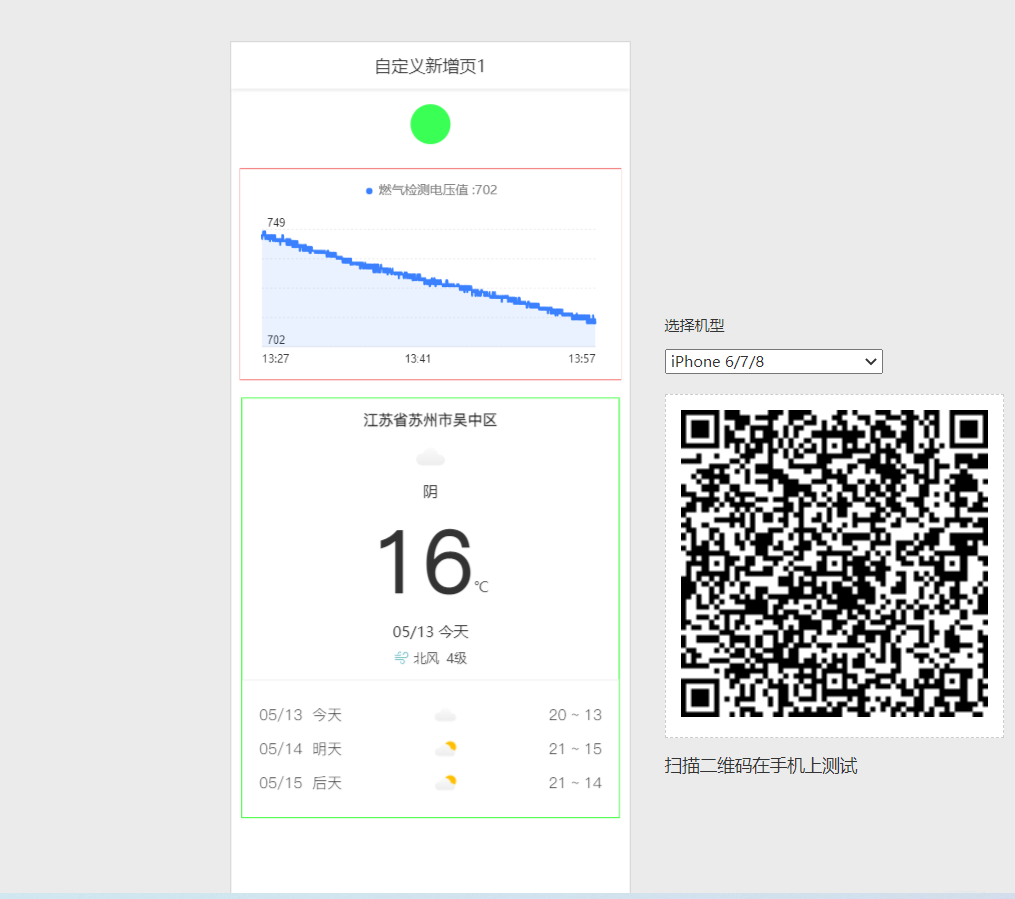 自定义新增页1
燃气检测电压值 :702
749
702
13:27 13:41 13:57
江苏省苏州市吴中区
阴
16℃
05/13 今天
北风 4级
05/13 今天 20 ~ 13
05/14 明天 21 ~ 15
05/15 后天 21 ~ 14
选择机型
iPhone 6/7/8
扫描二维码在手机上测试